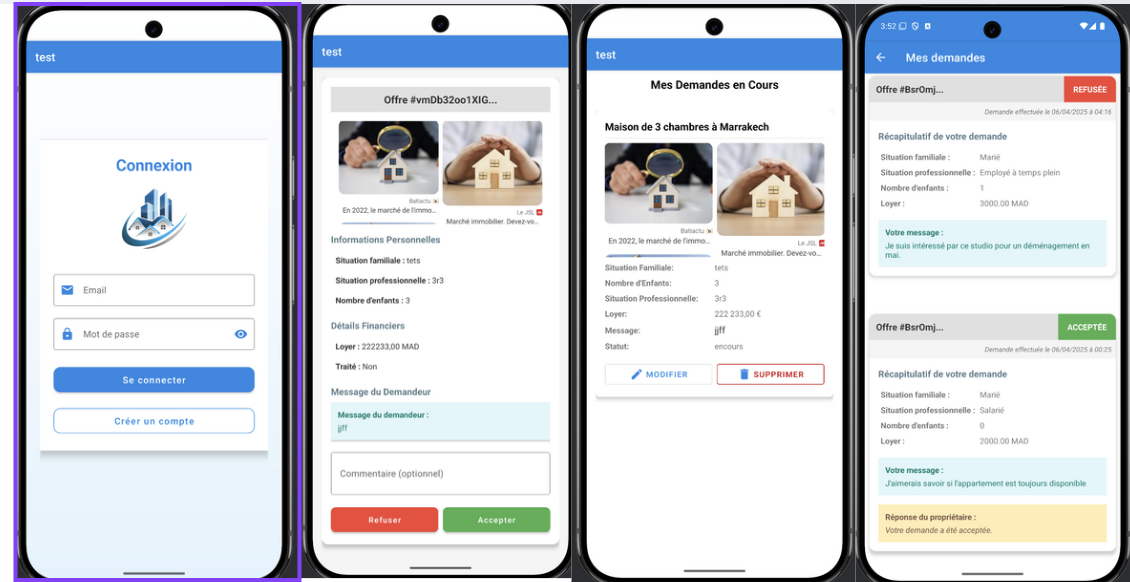 test
Connexion
Email
Mot de passe
Se connecter
Créer un compte
test
Offre #vmDb32oo1XIG...
Batiactu
En 2022, le marché de l'immo...
Le JSL
Marché immobilier. Devez-vo...
Informations Personnelles
Situation familiale : tets
Situation professionnelle : 3r3
Nombre d'enfants : 3
Détails Financiers
Loyer : 222233,00 MAD
Traité : Non
Message du Demandeur
Message du demandeur :
jjff
Commentaire (optionnel)
Refuser
Accepter
test
Mes Demandes en Cours
Maison de 3 chambres à Marrakech
Batiactu
En 2022, le marché de l'immo...
Le JSL
Marché immobilier. Devez-vo...
Situation Familiale: tets
Nombre d'Enfants: 3
Situation Professionnelle: 3r3
Loyer: 222 233,00 €
Message: jjff
Statut: encours
MODIFIER
SUPPRIMER
3:52
Mes demandes
Offre #BsrOmj...
REFUSÉE
Demande effectuée le 06/04/2025 à 04:16
Récapitulatif de votre demande
Situation familiale : Marié
Situation professionnelle : Employé à temps plein
Nombre d'enfants : 1
Loyer : 3000.00 MAD
Votre message :
Je suis intéressé par ce studio pour un déménagement en
mai.
Offre #BsrOmj...
ACCEPTÉE
Demande effectuée le 06/04/2025 à 00:25
Récapitulatif de votre demande
Situation familiale : Marié
Situation professionnelle : Salarié
Nombre d'enfants : 0
Loyer : 2000.00 MAD
Votre message :
J'aimerais savoir si l'appartement est toujours disponible
Réponse du propriétaire :
Votre demande a été acceptée.